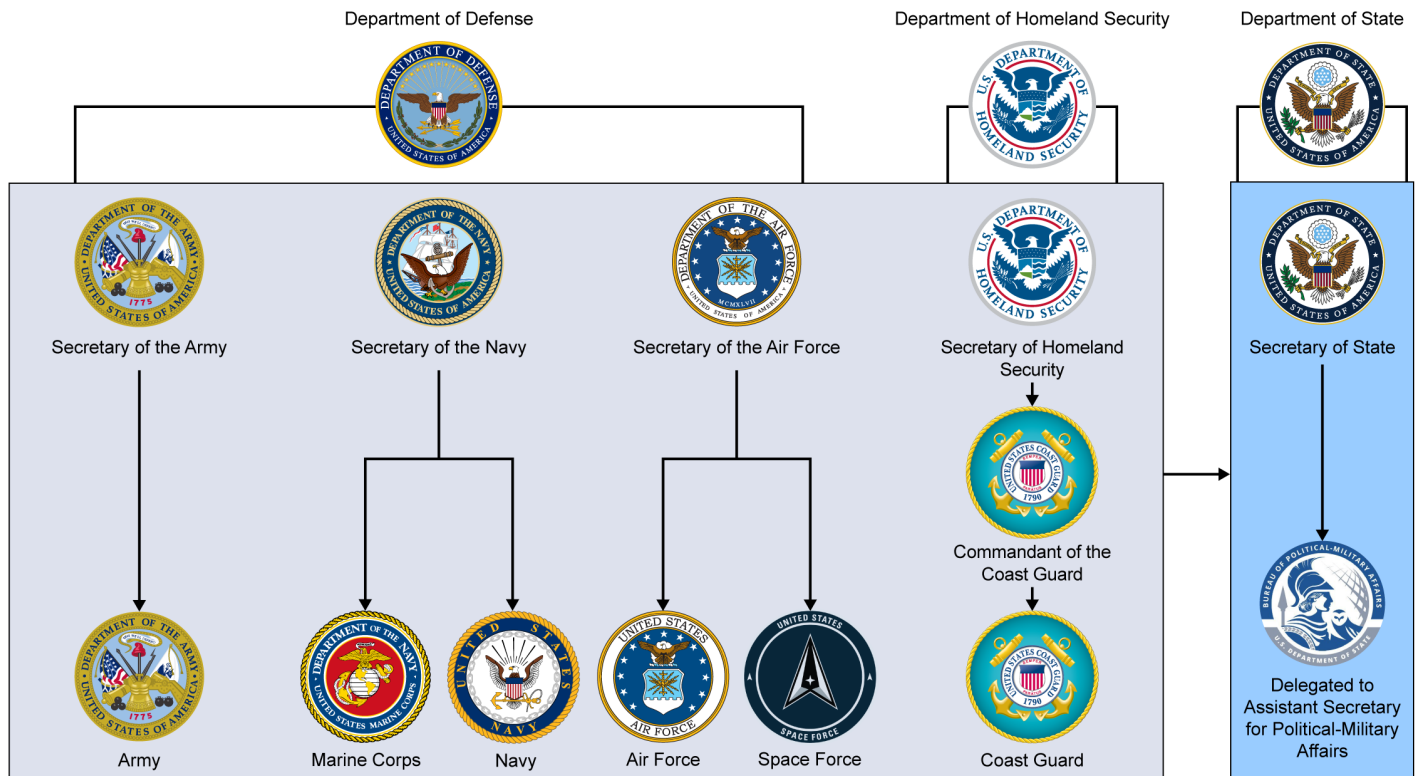 Department of Defense
Department of Homeland Security
Department of State
DEPARTMENT OF DEFENSE
UNITED STATES OF AMERICA
U.S. DEPARTMENT OF
HOMELAND SECURITY
DEPARTMENT OF STATE
UNITED STATES OF AMERICA
DEPARTMENT OF THE ARMY
1775
UNITED STATES OF AMERICA
DEPARTMENT OF THE NAVY
UNITED STATES OF AMERICA
DEPARTMENT OF THE AIR FORCE
MCMXLVII
UNITED STATES OF AMERICA
U.S. DEPARTMENT OF
HOMELAND SECURITY
DEPARTMENT OF STATE
UNITED STATES OF AMERICA
Secretary of the Army
Secretary of the Navy
Secretary of the Air Force
Secretary of Homeland
Security
Secretary of State
UNITED STATES COAST GUARD
1790
Commandant of the
Coast Guard
DEPARTMENT OF THE ARMY
1775
UNITED STATES OF AMERICA
DEPARTMENT OF THE NAVY
UNITED STATES MARINE CORPS
UNITED STATES
NAVY
UNITED STATES
AIR FORCE
UNITED STATES
SPACE FORCE
UNITED STATES COAST GUARD
1790
BUREAU OF POLITICAL-MILITARY AFFAIRS
U.S. DEPARTMENT OF STATE
Army
Marine Corps
Navy
Air Force
Space Force
Coast Guard
Delegated to
Assistant Secretary
for Political-Military
Affairs